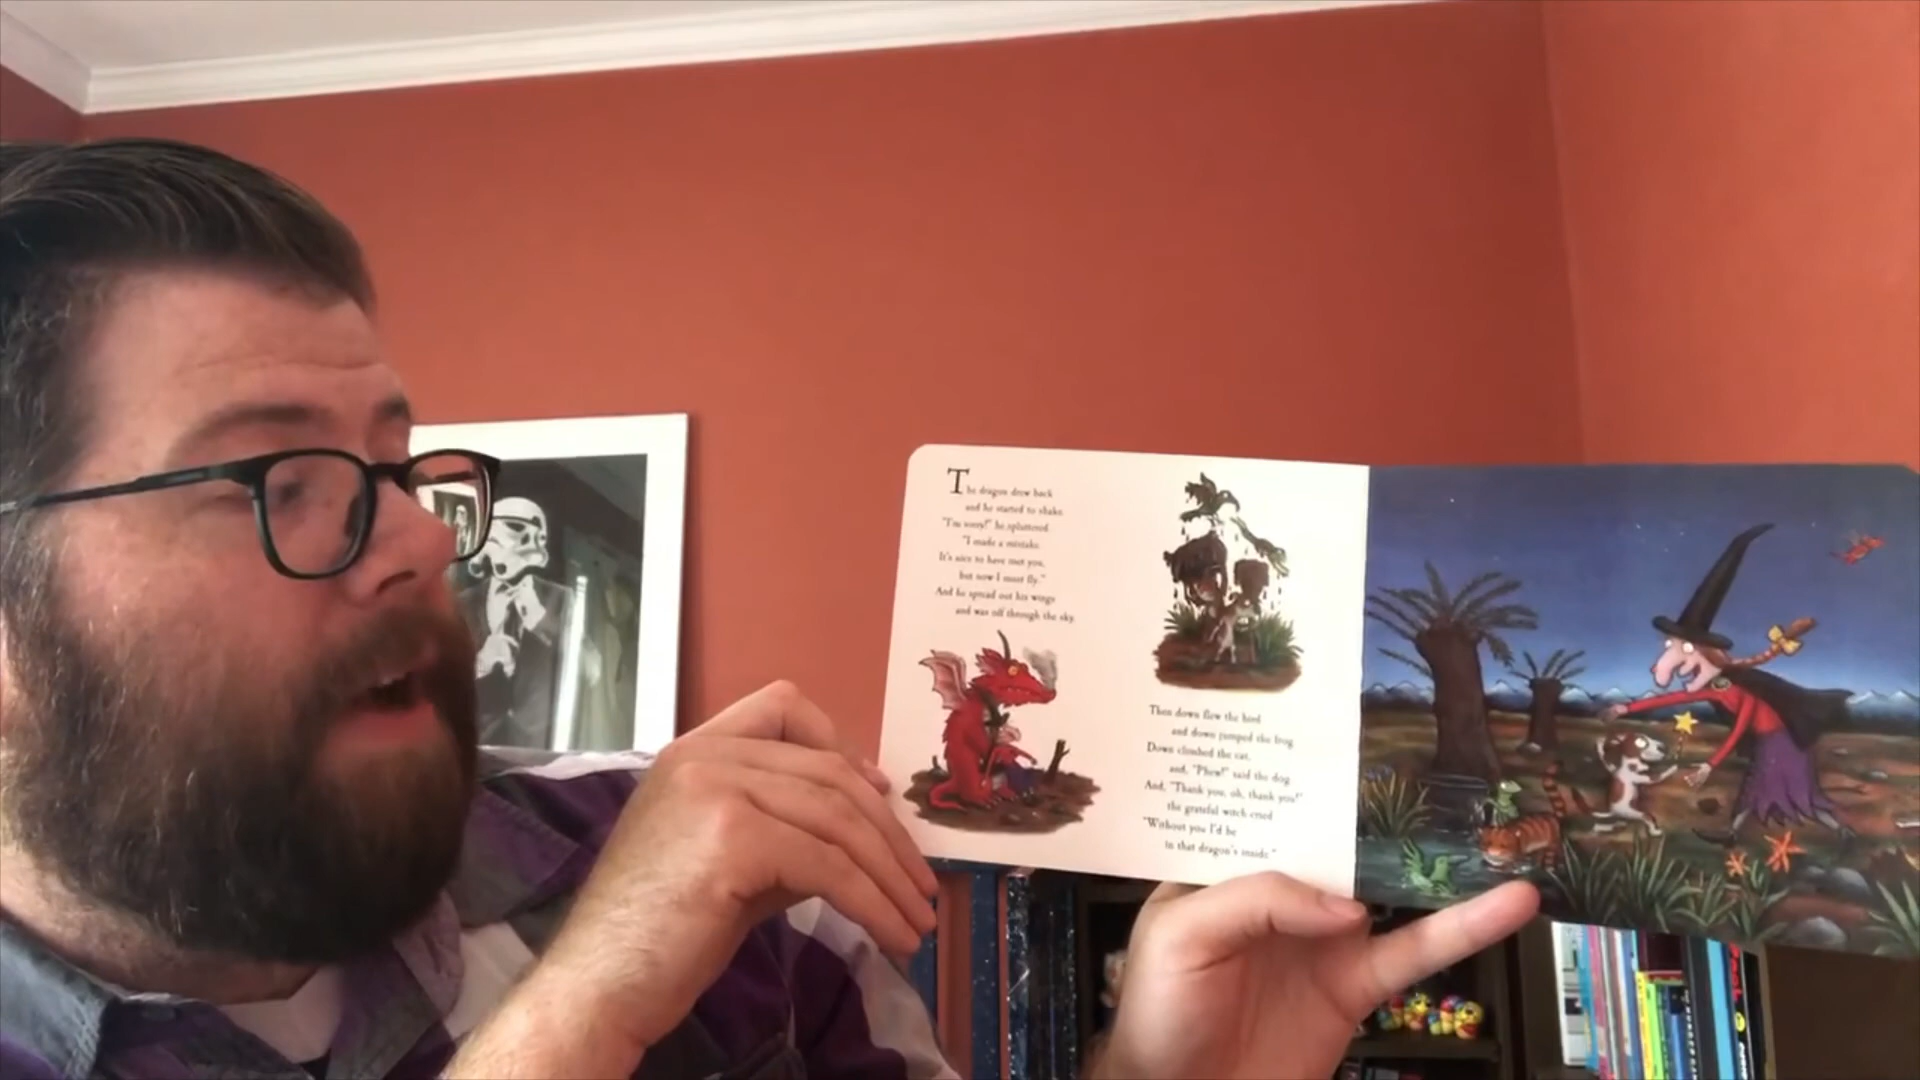 The dragon drew back
and he started to shake.
"I'm sorry!" he spluttered
"I made a mistake.
It's nice to have met you,
but now I must fly."
And he spread out his wings
and was off through the sky.
Then down flew the bird
and down jumped the frog.
Down climbed the cat,
and, "Phew!" said the dog.
And, "Thank you, oh, thank you!"
the grateful witch cried
"Without you I'd be
in that dragon's inside."